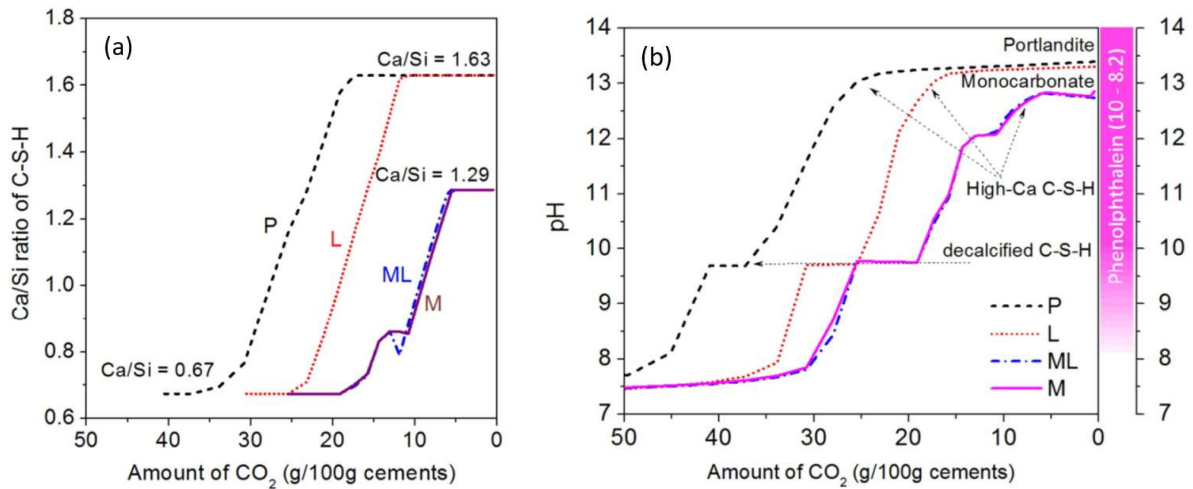 (a)
1.8
1.6
1.4
1.2
1.0
0.8
0.6
Ca/Si ratio of C-S-H
Ca/Si = 1.63
Ca/Si = 1.29
Ca/Si = 0.67
P
L
ML
M
50 40 30 20 10 0
Amount of CO2 (g/100g cements)
(b)
14
13
12
11
10
9
8
7
pH
Portlandite
Monocarbonate
High-Ca C-S-H
decalcified C-S-H
P
L
ML
M
50 40 30 20 10 0
Amount of CO2 (g/100g cements)
Phenolphthalein (10 - 8.2)
14
13
12
11
10
9
8
7